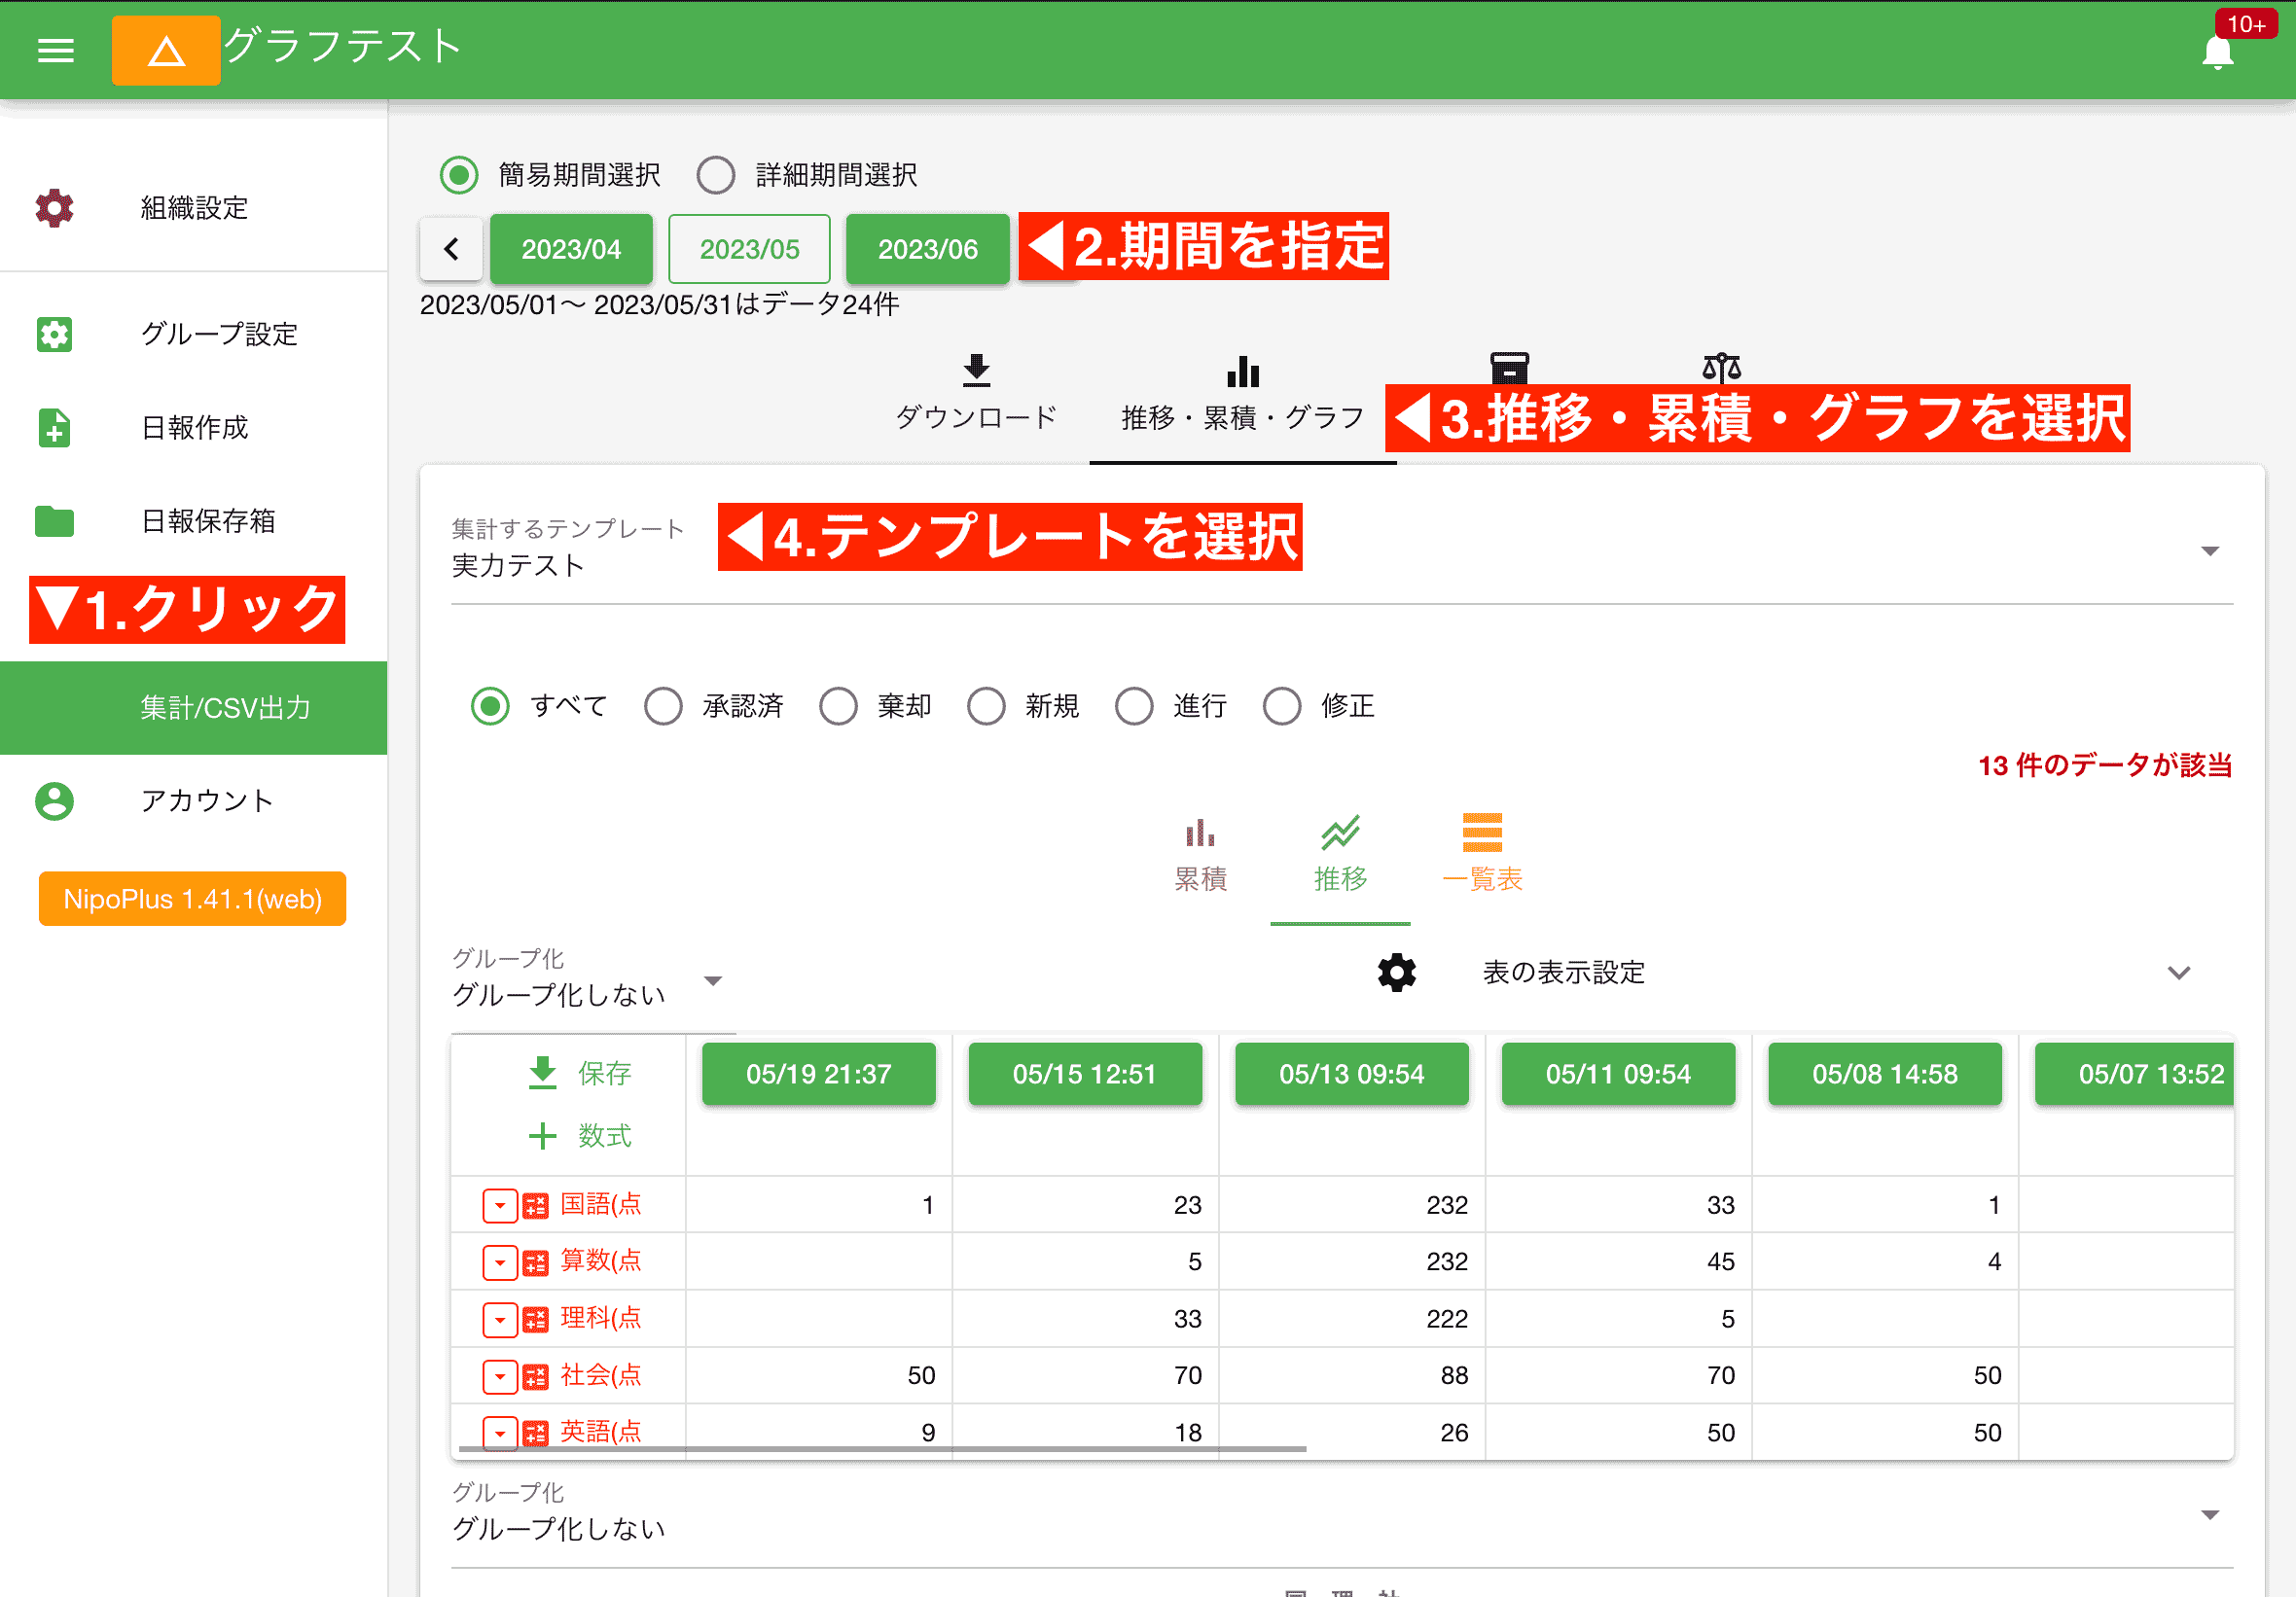 グラフテスト
10+
組織設定
グループ設定
日報作成
日報保存箱
▼1.クリック
集計/CSV出力
アカウント
NipoPlus 1.41.1(web)
簡易期間選択 詳細期間選択
2023/04 2023/05 2023/06 ◀2.期間を指定
2023/05/01〜 2023/05/31はデータ24件
ダウンロード 推移・累積・グラフ ◀3.推移・累積・グラフを選択
集計するテンプレート
実力テスト
◀4.テンプレートを選択
すべて 承認済 棄却 新規 進行 修正
13 件のデータが該当
累積 推移 一覧表
グループ化
グループ化しない
表の表示設定
保存 05/19 21:37 05/15 12:51 05/13 09:54 05/11 09:54 05/08 14:58 05/07 13:52
数式
国語(点 1 23 232 33 1
算数(点 5 232 45 4
理科(点 33 222 5
社会(点 50 70 88 70 50
英語(点 9 18 26 50 50
グループ化
グループ化しない